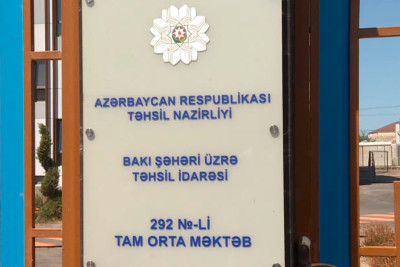 AZƏRBAYCAN RESPUBLİKASI
TƏHSİL NAZİRLİYİ
BAKI ŞƏHƏRİ ÜZRƏ
TƏHSİL İDARƏSİ
292 №-Lİ
TAM ORTA MƏKTƏB